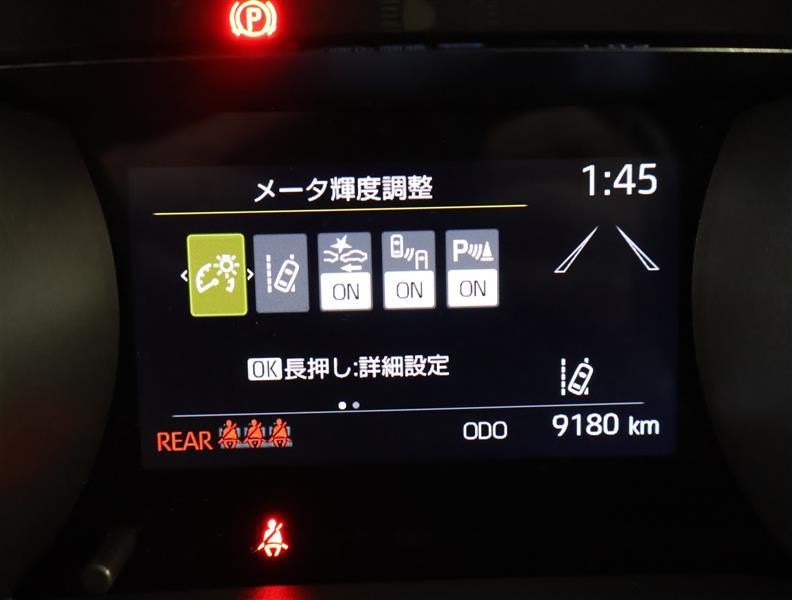 P
メータ輝度調整 1:45
P
ON ON ON
OK長押し:詳細設定
REAR ODO 9180 km